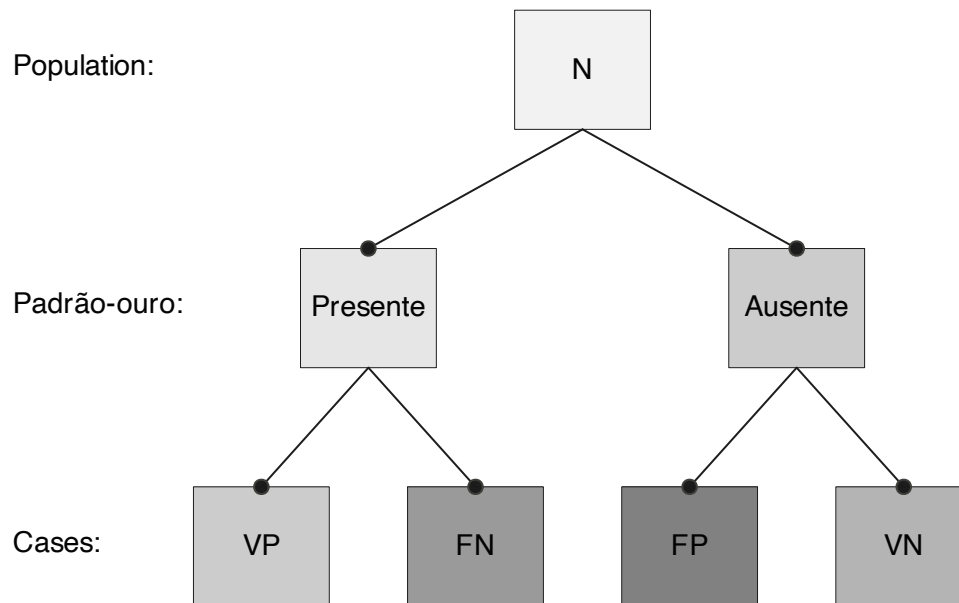 Population:
N
Padrão-ouro:
Presente
Ausente
Cases:
VP
FN
FP
VN